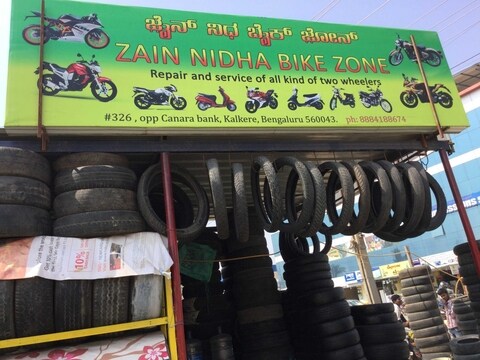 ಝೈನ್ ನಿಧ ಬೈಕ್ ಜೋನ್
ZAIN NIDHA BIKE ZONE
Repair and service of all kind of two wheelers
#326 , opp Canara bank, Kalkere, Bengaluru 560043. ph: 8884188674
10%